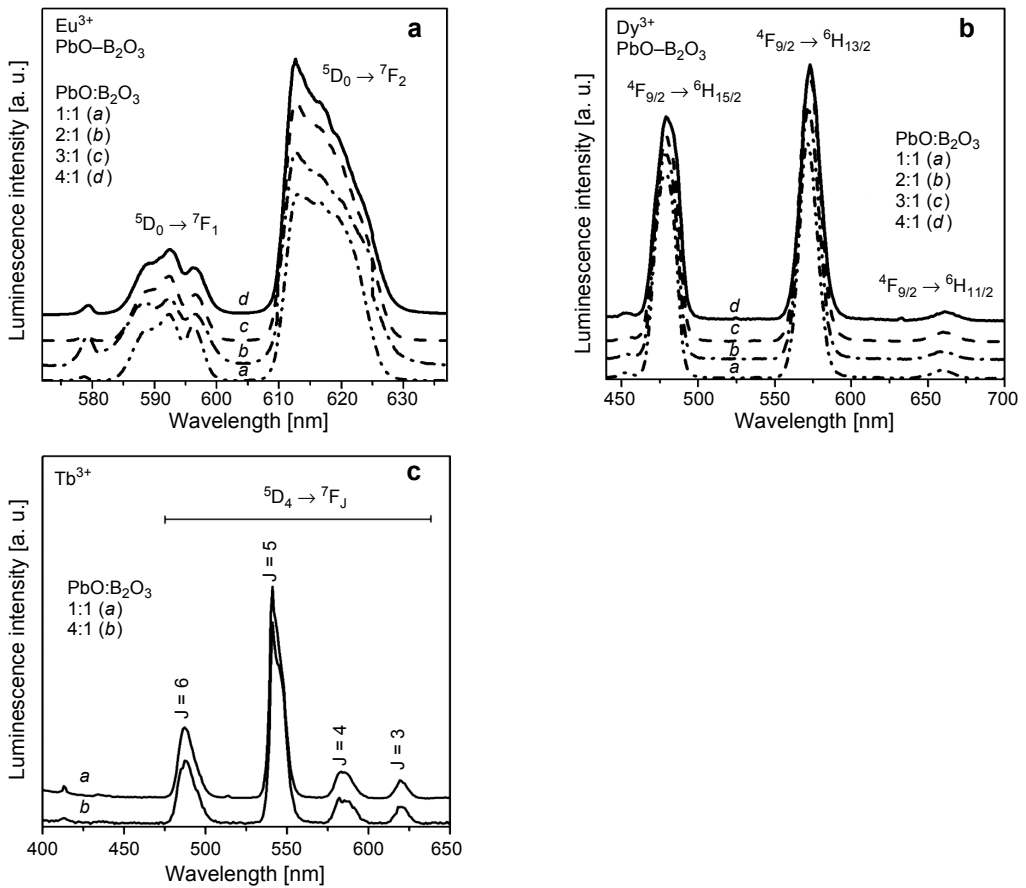 a
Eu³⁺
PbO–B₂O₃
⁵D₀ → ⁷F₂
PbO:B₂O₃
1:1 (a)
2:1 (b)
3:1 (c)
4:1 (d)
⁵D₀ → ⁷F₁
d
c
b
a
580 590 600 610 620 630
Wavelength [nm]
Luminescence intensity [a. u.]
b
Dy³⁺
PbO–B₂O₃
⁴F₉/₂ → ⁶H₁₃/₂
⁴F₉/₂ → ⁶H₁₅/₂
PbO:B₂O₃
1:1 (a)
2:1 (b)
3:1 (c)
4:1 (d)
⁴F₉/₂ → ⁶H₁₁/₂
d
c
b
a
450 500 550 600 650 700
Wavelength [nm]
Luminescence intensity [a. u.]
c
Tb³⁺
⁵D₄ → ⁷F_J
J = 5
PbO:B₂O₃
1:1 (a)
4:1 (b)
J = 6
J = 4
J = 3
a
b
400 450 500 550 600 650
Wavelength [nm]
Luminescence intensity [a. u.]